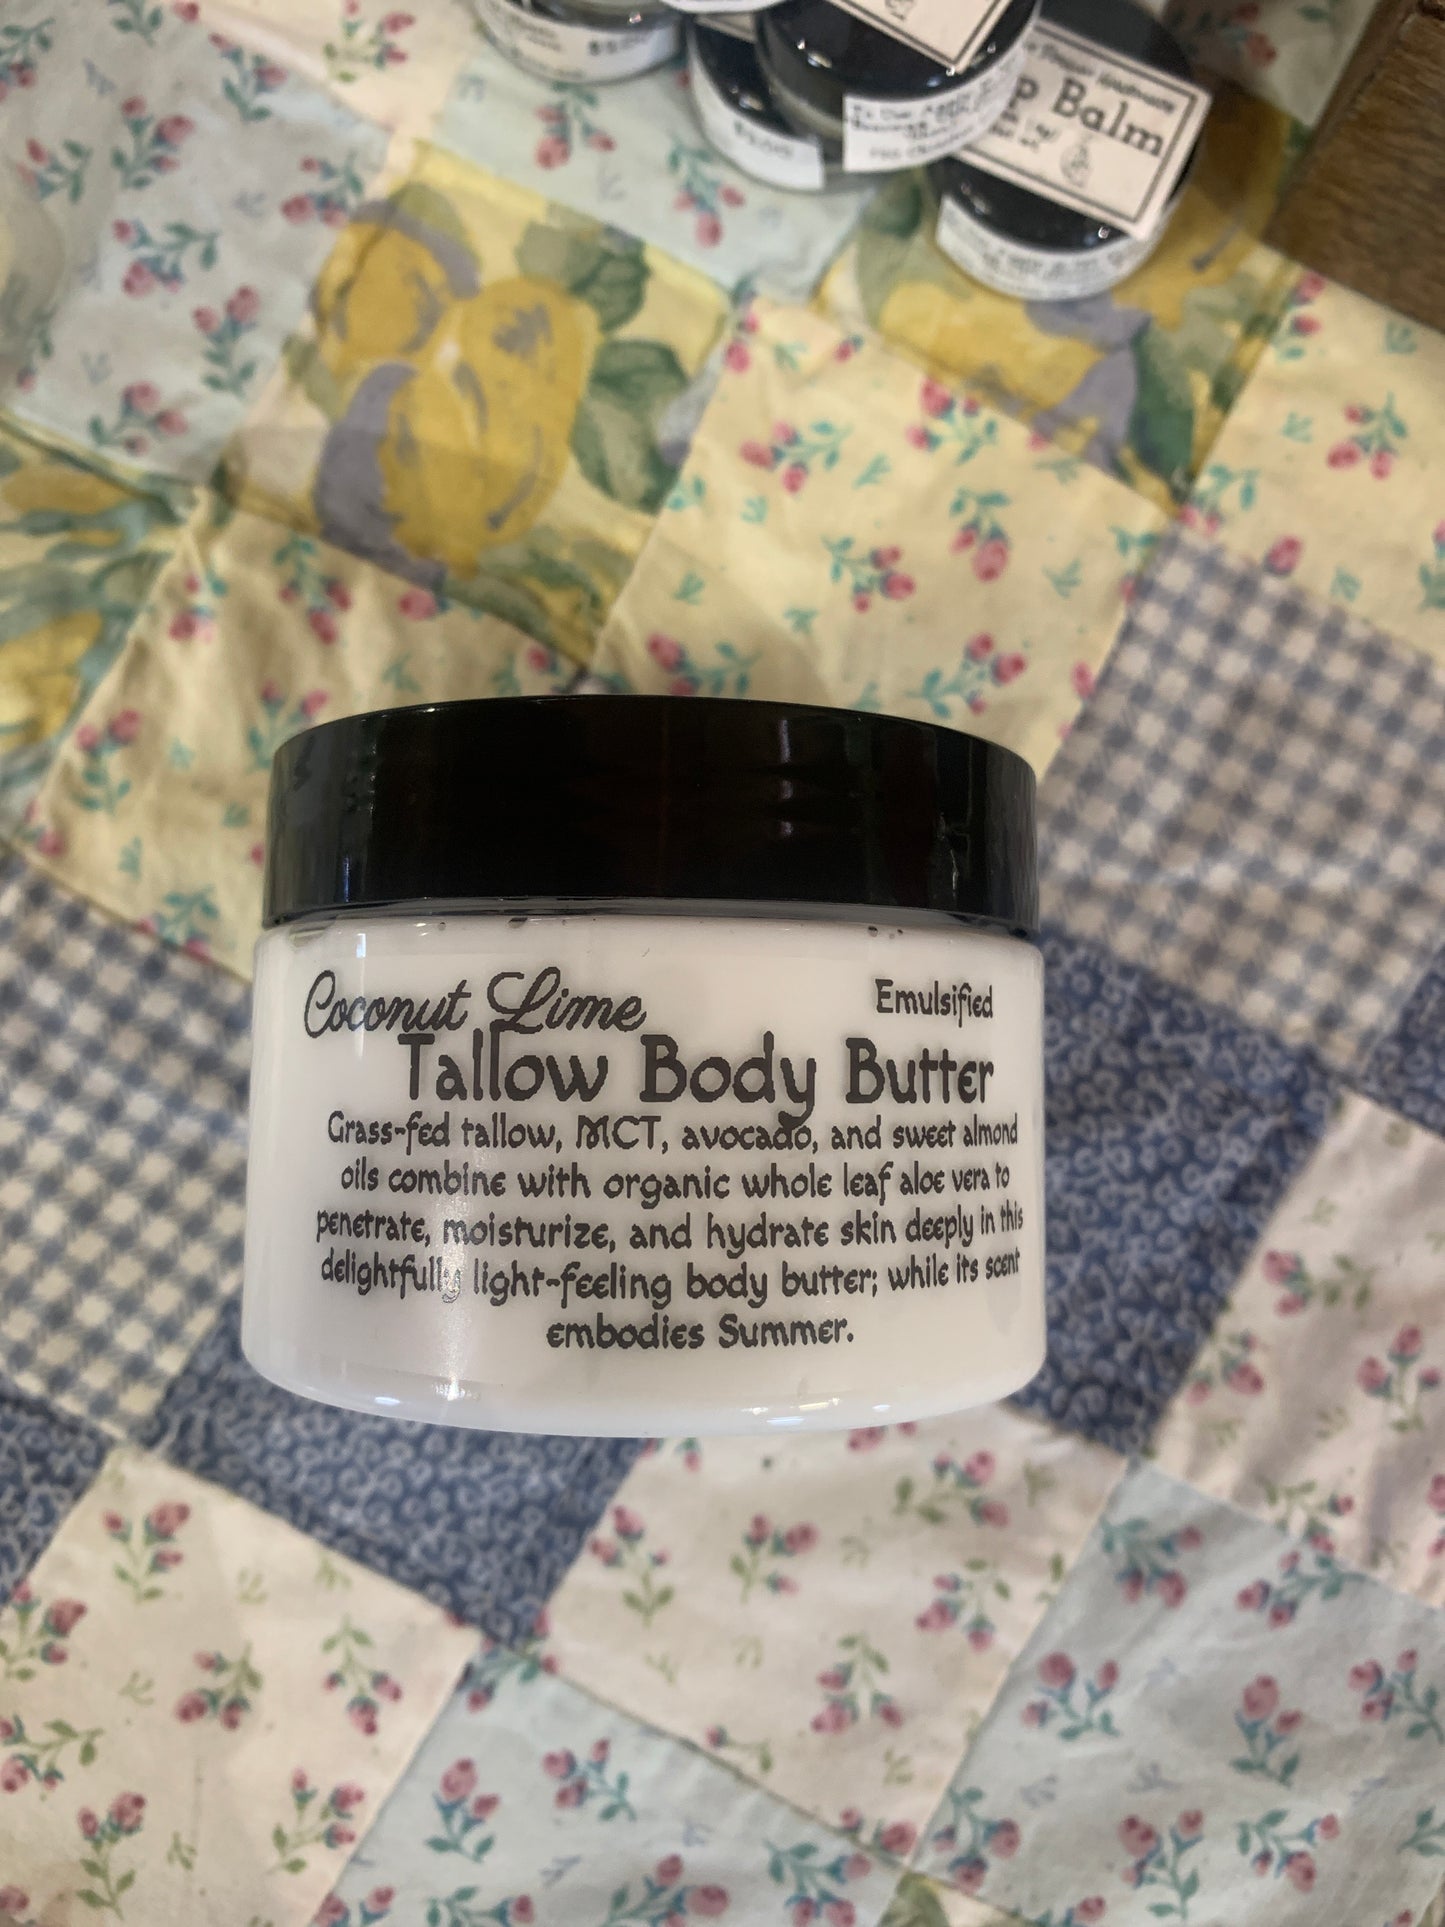 Balm
Coconut Lime
Emulsified
Tallow Body Butter
Grass-fed tallow, MCT, avocado, and sweet almond
oils combine with organic whole leaf aloe vera to
penetrate, moisturize, and hydrate skin deeply in this
delightfully light-feeling body butter; while its scent
embodies Summer.